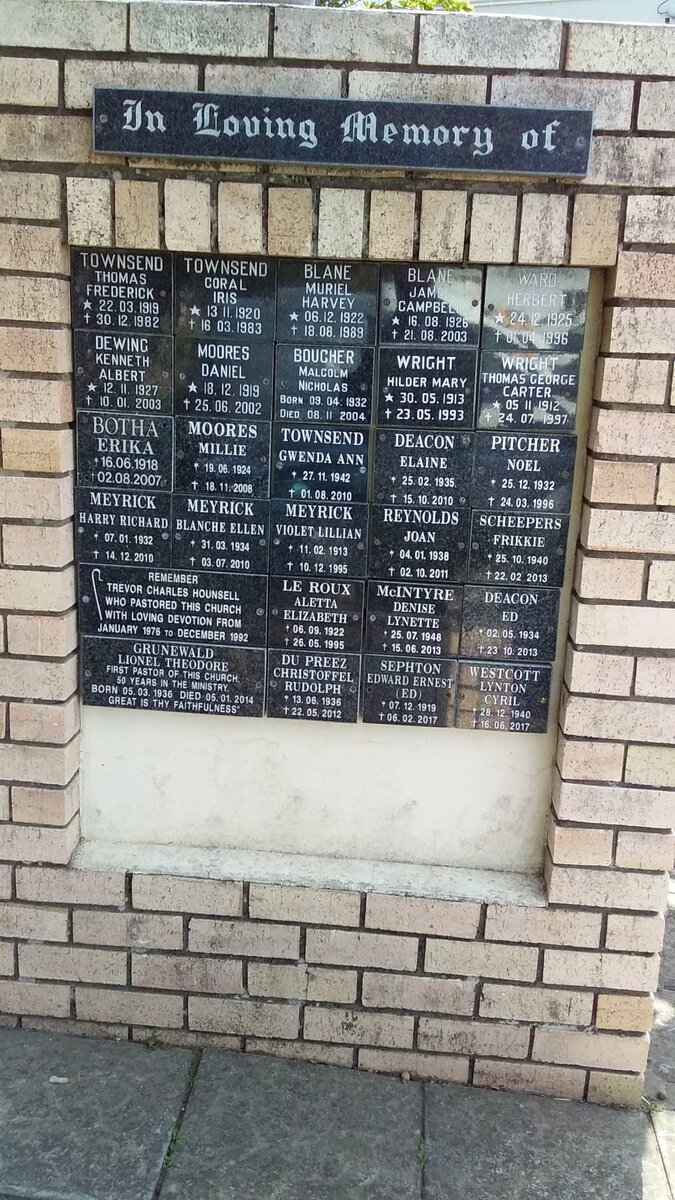 In Loving Memory of
TOWNSEND
THOMAS
FREDERICK
★ 22.03.1919
† 30.12.1982
TOWNSEND
CORAL
IRIS
★ 13.11.1920
† 16.03.1983
BLANE
MURIEL
HARVEY
★ 06.12.1922
† 18.08.1989
BLANE
JAMES
CAMPBELL
★ 16.08.1926
† 21.08.2003
WARD
HERBERT
★ 24.12.1925
† 01.04.1996
DEWING
KENNETH
ALBERT
★ 12.11.1927
† 10.01.2003
MOORES
DANIEL
★ 18.12.1919
† 25.06.2002
BOUCHER
MALCOLM
NICHOLAS
BORN 09.04.1932
DIED 08.11.2004
WRIGHT
HILDER MARY
★ 30.05.1913
† 23.05.1993
WRIGHT
THOMAS GEORGE
CARTER
★ 05.11.1912
† 24.07.1997
BOTHA
ERIKA
*16.06.1918
†02.08.2007
MOORES
MILLIE
* 19.06.1924
† 18.11.2008
TOWNSEND
GWENDA ANN
* 27.11.1942
† 01.08.2010
DEACON
ELAINE
* 25.02.1935
† 15.10.2010
PITCHER
NOEL
* 25.12.1932
† 24.03.1996
MEYRICK
HARRY RICHARD
* 07.01.1932
† 14.12.2010
MEYRICK
BLANCHE ELLEN
* 31.03.1934
† 03.07.2010
MEYRICK
VIOLET LILLIAN
* 11.02.1913
† 10.12.1995
REYNOLDS
JOAN
* 04.01.1938
† 02.10.2011
SCHEEPERS
FRIKKIE
* 25.10.1940
† 22.02.2013
REMEMBER
TREVOR CHARLES HOUNSELL
WHO PASTORED THIS CHURCH
WITH LOVING DEVOTION FROM
JANUARY 1976 TO DECEMBER 1992
LE ROUX
ALETTA
ELIZABETH
* 06.09.1922
† 26.05.1995
McINTYRE
DENISE
LYNETTE
* 25.07.1948
† 15.06.2013
DEACON
ED
* 02.05.1934
† 23.10.2013
GRUNEWALD
LIONEL THEODORE
FIRST PASTOR OF THIS CHURCH.
50 YEARS IN THE MINISTRY.
BORN 05.03.1936 DIED 05.01.2014
GREAT IS THY FAITHFULNESS'
DU PREEZ
CHRISTOFFEL
RUDOLPH
* 13.06.1936
† 22.05.2012
SEPHTON
EDWARD ERNEST
(ED)
* 07.12.1919
† 06.02.2017
WESTCOTT
LYNTON
CYRIL
* 28.12.1940
† 16.06.2017